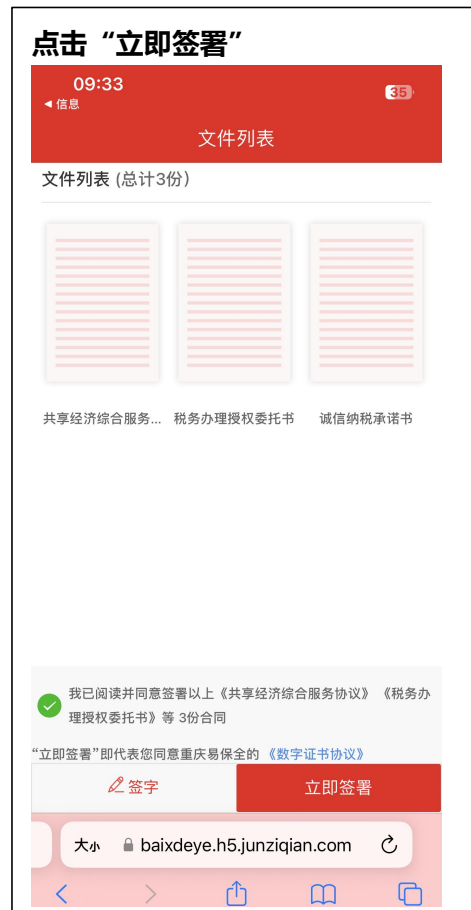 点击“立即签署”
09:33
35
◀ 信息
文件列表
文件列表 (总计3份)
共享经济综合服务... 税务办理授权委托书 诚信纳税承诺书
我已阅读并同意签署以上《共享经济综合服务协议》 《税务办
理授权委托书》等 3份合同
“立即签署”即代表您同意重庆易保全的 《数字证书协议》
签字 立即签署
大小 baixdeye.h5.junziqian.com